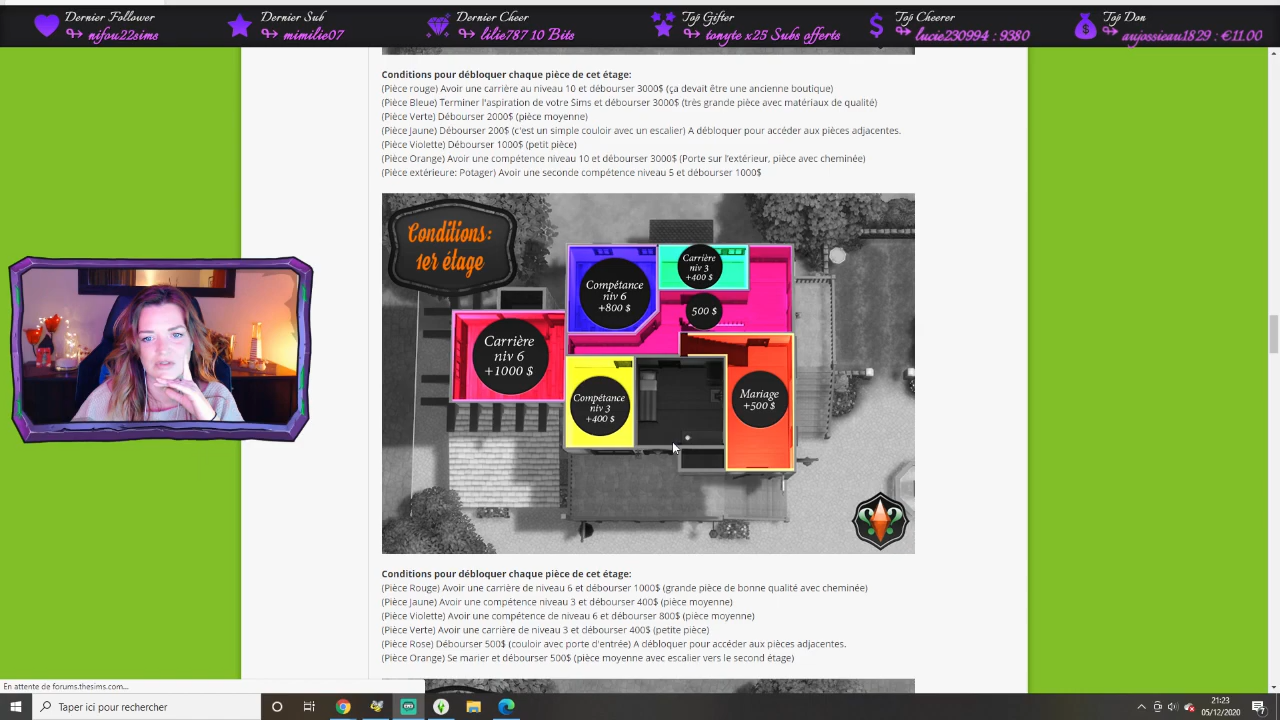 Dernier Follower
nifou22sims
Dernier Sub
mimilie07
Dernier Cheer
lilie787 10 Bits
Top Gifter
tonyte x25 Subs offerts
Top Cheerer
lucie230994 : 9380
Top Don
aujossieau1829 : €11.00
Conditions pour débloquer chaque pièce de cet étage:
(Pièce rouge) Avoir une carrière au niveau 10 et débourser 3000$ (ça devait être une ancienne boutique)
(Pièce Bleue) Terminer l'aspiration de votre Sims et débourser 3000$ (très grande pièce avec matériaux de qualité)
(Pièce Verte) Débourser 2000$ (pièce moyenne)
(Pièce Jaune) Débourser 200$ (c'est un simple couloir avec un escalier) A débloquer pour accéder aux pièces adjacentes.
(Pièce Violette) Débourser 1000$ (petit pièce)
(Pièce Orange) Avoir une compétence niveau 10 et débourser 3000$ (Porte sur l'extérieur, pièce avec cheminée)
(Pièce extérieure: Potager) Avoir une seconde compétence niveau 5 et débourser 1000$
Conditions:
1er étage
Compétance
niv 6
+800 $
Carrière
niv 3
+400 $
500 $
Carrière
niv 6
+1000 $
Compétance
niv 3
+400 $
Mariage
+500 $
Conditions pour débloquer chaque pièce de cet étage:
(Pièce Rouge) Avoir une carrière de niveau 6 et débourser 1000$ (grande pièce de bonne qualité avec cheminée)
(Pièce Jaune) Avoir une compétence niveau 3 et débourser 400$ (pièce moyenne)
(Pièce Violette) Avoir une compétence de niveau 6 et débourser 800$ (pièce moyenne)
(Pièce Verte) Avoir une carrière de niveau 3 et débourser 400$ (petite pièce)
(Pièce Rose) Débourser 500$ (couloir avec porte d'entrée) A débloquer pour accéder aux pièces adjacentes.
(Pièce Orange) Se marier et débourser 500$ (pièce moyenne avec escalier vers le second étage)
En attente de forums.thesims.com...
Taper ici pour rechercher
21:23
05/12/2020